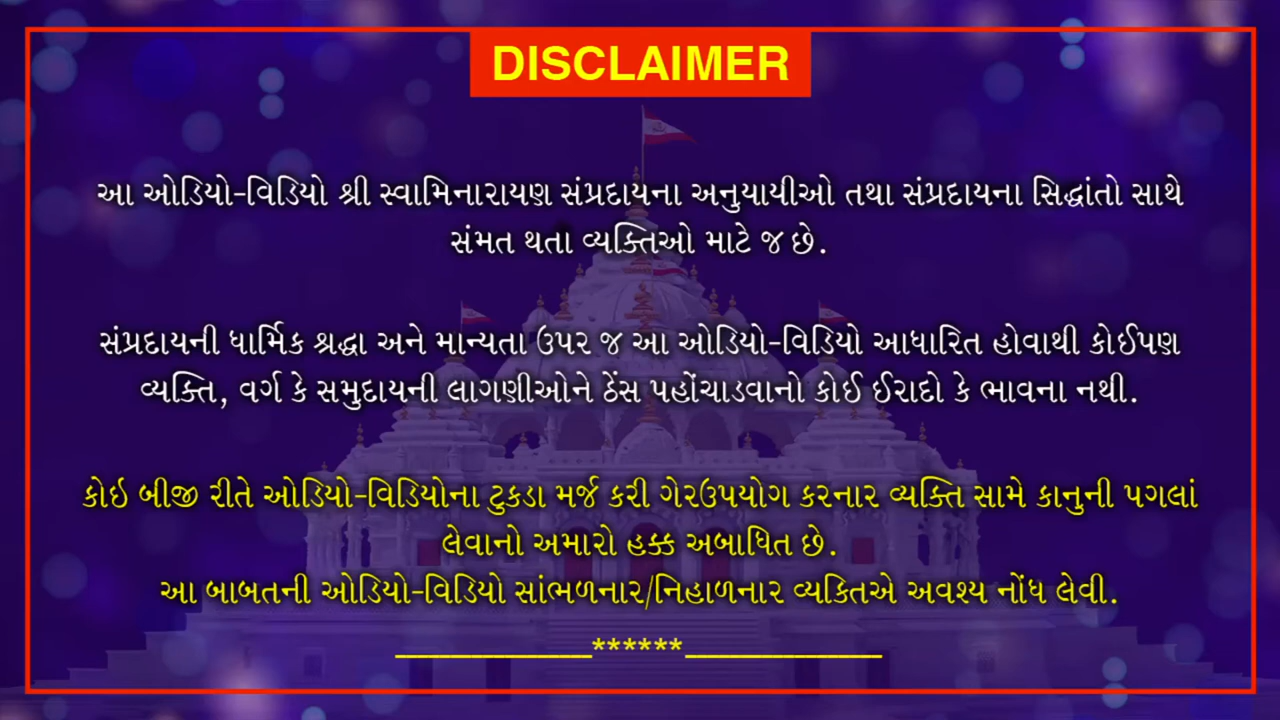 DISCLAIMER
આ ઓડિયો-વિડિયો શ્રી સ્વામિનારાયણ સંપ્રદાયના અનુયાયીઓ તથા સંપ્રદાયના સિદ્ધાંતો સાથે
સંમત થતા વ્યક્તિઓ માટે જ છે.
સંપ્રદાયની ધાર્મિક શ્રદ્ધા અને માન્યતા ઉપર જ આ ઓડિયો-વિડિયો આધારિત હોવાથી કોઈપણ
વ્યક્તિ, વર્ગ કે સમુદાયની લાગણીઓને ઠેંસ પહોંચાડવાનો કોઈ ઈરાદો કે ભાવના નથી.
કોઇ બીજી રીતે ઓડિયો-વિડિયોના ટુકડા મર્જ કરી ગેરઉપયોગ કરનાર વ્યક્તિ સામે કાનુની પગલાં
લેવાનો અમારો હક્ક અબાધિત છે.
આ બાબતની ઓડિયો-વિડિયો સાંભળનાર/નિહાળનાર વ્યકિતએ અવશ્ય નોંધ લેવી.
______________******______________